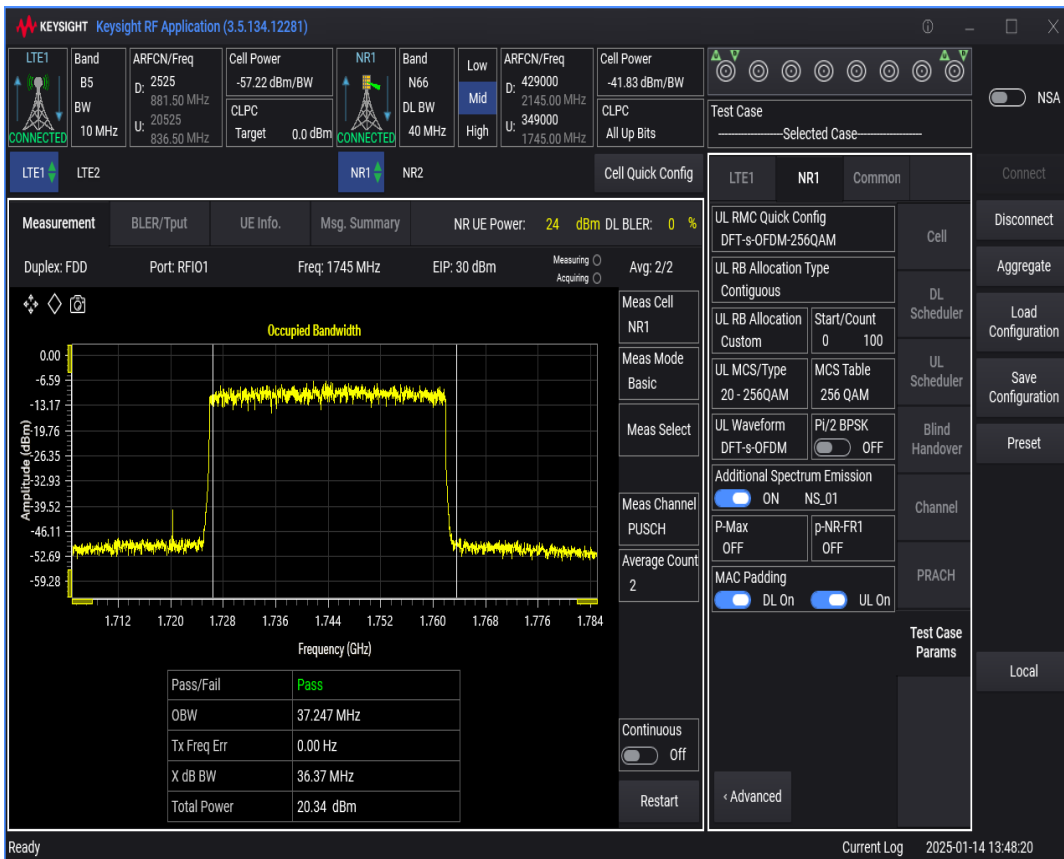 KEYSIGHT Keysight RF Application (3.5.134.12281)
LTE1 Band ARFCN/Freq Cell Power NR1 Band Low ARFCN/Freq Cell Power
B5 D: 2525 -57.22 dBm/BW N66 D: 429000 -41.83 dBm/BW
881.50 MHz 2145.00 MHz
BW CLPC DL BW Mid CLPC Test Case
U: 20525 U: 349000
CONNECTED 10 MHz 836.50 MHz Target 0.0 dBm CONNECTED 40 MHz High 1745.00 MHz All Up Bits --------Selected Case--------
NSA
LTE1 LTE2 NR1 NR2 Cell Quick Config
LTE1 NR1 Common
Connect
Measurement BLER/Tput UE Info. Msg. Summary NR UE Power: 24 dBm DL BLER: 0 %
Duplex: FDD Port: RFIO1 Freq: 1745 MHz EIP: 30 dBm Measuring Acquiring Avg: 2/2
Occupied Bandwidth
0.00
-6.59
-13.17
-19.76
-26.35
-32.93
-39.52
-46.11
-52.69
-59.28
Amplitude (dBm)
1.712 1.720 1.728 1.736 1.744 1.752 1.760 1.768 1.776 1.784
Frequency (GHz)
Pass/Fail Pass
OBW 37.247 MHz
Tx Freq Err 0.00 Hz
X dB BW 36.37 MHz
Total Power 20.34 dBm
Meas Cell
NR1
Meas Mode
Basic
Meas Select
Meas Channel
PUSCH
Average Count
2
Continuous
Off
Restart
UL RMC Quick Config
DFT-s-OFDM-256QAM
UL RB Allocation Type
Contiguous
UL RB Allocation Start/Count
Custom 0 100
UL MCS/Type MCS Table
20 - 256QAM 256 QAM
UL Waveform Pi/2 BPSK
DFT-s-OFDM OFF
Additional Spectrum Emission
ON NS_01
P-Max p-NR-FR1
OFF OFF
MAC Padding
DL On UL On
‹ Advanced
Cell
DL
Scheduler
UL
Scheduler
Blind
Handover
Channel
PRACH
Test Case
Params
Disconnect
Aggregate
Load
Configuration
Save
Configuration
Preset
Local
Ready Current Log 2025-01-14 13:48:20